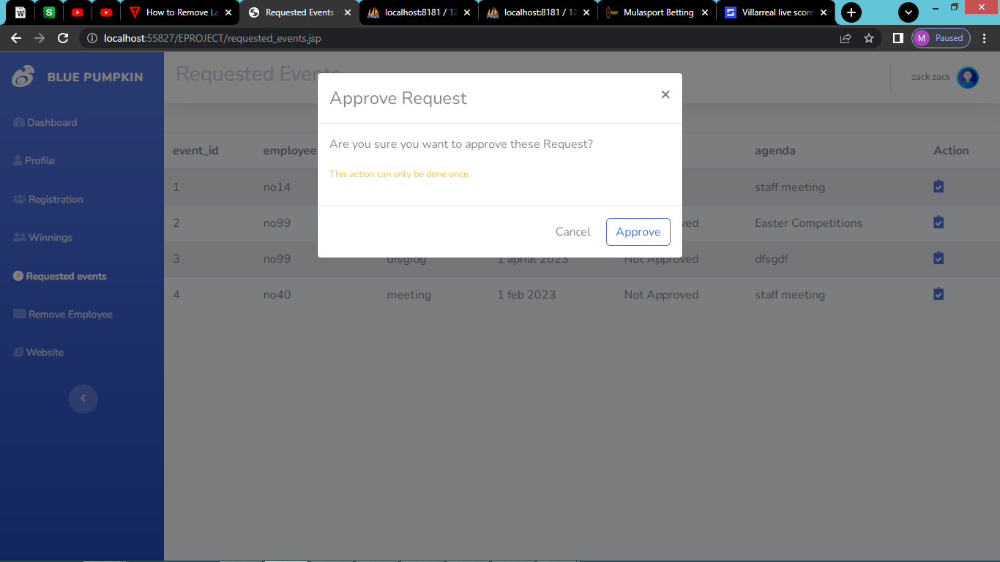 How to Remove La
Requested Events
localhost:8181 / 12
localhost:8181 / 12
Mulasport Betting
Villarreal live score
localhost:55827/EPROJECT/requested_events.jsp
M Paused
BLUE PUMPKIN
Dashboard
Profile
Registration
Winnings
Requested events
Remove Employee
Website
Requested Events
zack zack
Approve Request
Are you sure you want to approve these Request?
This action can only be done once.
Cancel Approve
event_id employee_ agenda Action
1 no14 staff meeting
2 no99 Easter Competitions
3 no99 dfsgfdg 1 aprial 2023 Not Approved dfsgdf
4 no40 meeting 1 feb 2023 Not Approved staff meeting